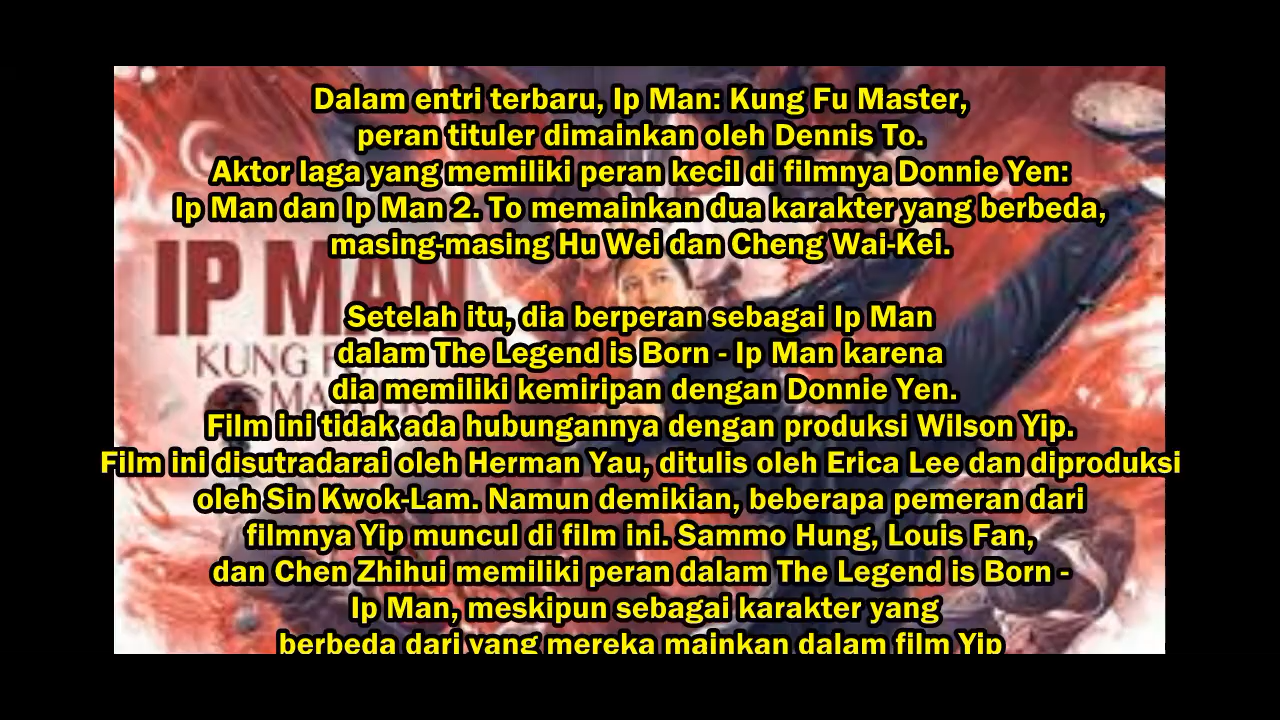 Dalam entri terbaru, Ip Man: Kung Fu Master,
peran tituler dimainkan oleh Dennis To.
Aktor laga yang memiliki peran kecil di filmnya Donnie Yen:
Ip Man dan Ip Man 2. To memainkan dua karakter yang berbeda,
masing-masing Hu Wei dan Cheng Wai-Kei.
IP MAN
KUNG
MA
Setelah itu, dia berperan sebagai Ip Man
dalam The Legend is Born - Ip Man karena
dia memiliki kemiripan dengan Donnie Yen.
Film ini tidak ada hubungannya dengan produksi Wilson Yip.
Film ini disutradarai oleh Herman Yau, ditulis oleh Erica Lee dan diproduksi
oleh Sin Kwok-Lam. Namun demikian, beberapa pemeran dari
filmnya Yip muncul di film ini. Sammo Hung, Louis Fan,
dan Chen Zhihui memiliki peran dalam The Legend is Born -
Ip Man, meskipun sebagai karakter yang
berbeda dari yang mereka mainkan dalam film Yip